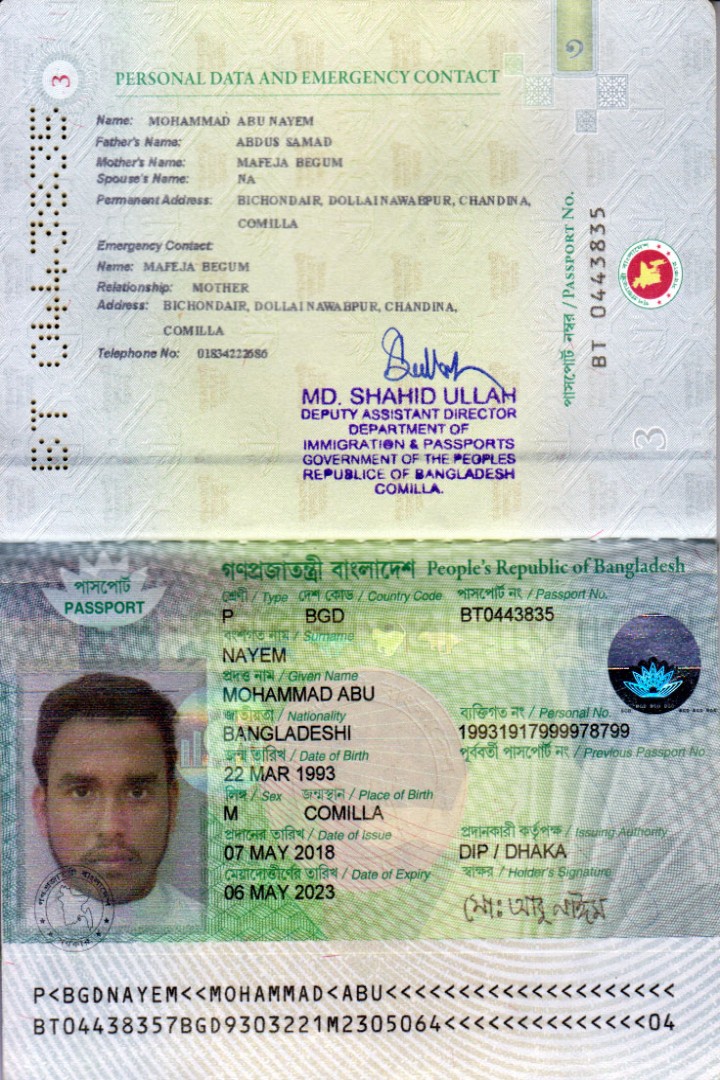 3
PERSONAL DATA AND EMERGENCY CONTACT
Name: MOHAMMAD ABU NAYEM
Father's Name: ABDUS SAMAD
Mother's Name: MAFEJA BEGUM
Spouse's Name: NA
Permanent Address: BICHONDAIR, DOLLAI NAWABPUR, CHANDINA,
COMILLA
Emergency Contact:
Name: MAFEJA BEGUM
Relationship: MOTHER
Address: BICHONDAIR, DOLLAI NAWABPUR, CHANDINA,
COMILLA
Telephone No: 01834222686
MD. SHAHID ULLAH
DEPUTY ASSISTANT DIRECTOR
DEPARTMENT OF
IMMIGRATION & PASSPORTS
GOVERNMENT OF THE PEOPLES
REPUBLICE OF BANGLADESH
COMILLA.
BT 0443835
পাসপোর্ট নম্বর / PASSPORT No.
BT 0443835
3
গণপ্রজাতন্ত্রী বাংলাদেশ People's Republic of Bangladesh
পাসপোর্ট
PASSPORT
শ্রেণী / Type দেশ কোড / Country Code পাসপোর্ট নং / Passport No.
P BGD BT0443835
বংশগত নাম / Surname
NAYEM
প্রদত্ত নাম / Given Name
MOHAMMAD ABU
জাতীয়তা / Nationality ব্যক্তিগত নং / Personal No.
BANGLADESHI 19931917999978799
জন্ম তারিখ / Date of Birth পূর্ববর্তী পাসপোর্ট নং / Previous Passport No.
22 MAR 1993
লিঙ্গ / Sex জন্মস্থান / Place of Birth
M COMILLA
প্রদানের তারিখ / Date of Issue প্রদানকারী কর্তৃপক্ষ / Issuing Authority
07 MAY 2018 DIP / DHAKA
মেয়াদোত্তীর্ণের তারিখ / Date of Expiry স্বাক্ষর / Holder's Signature
06 MAY 2023 মোঃ আবু নাঈম
P<BGDNAYEM<<MOHAMMAD<ABU<<<<<<<<<<<<<<<<<<<<
BT04438357BGD9303221M2305064<<<<<<<<<<<<<<04